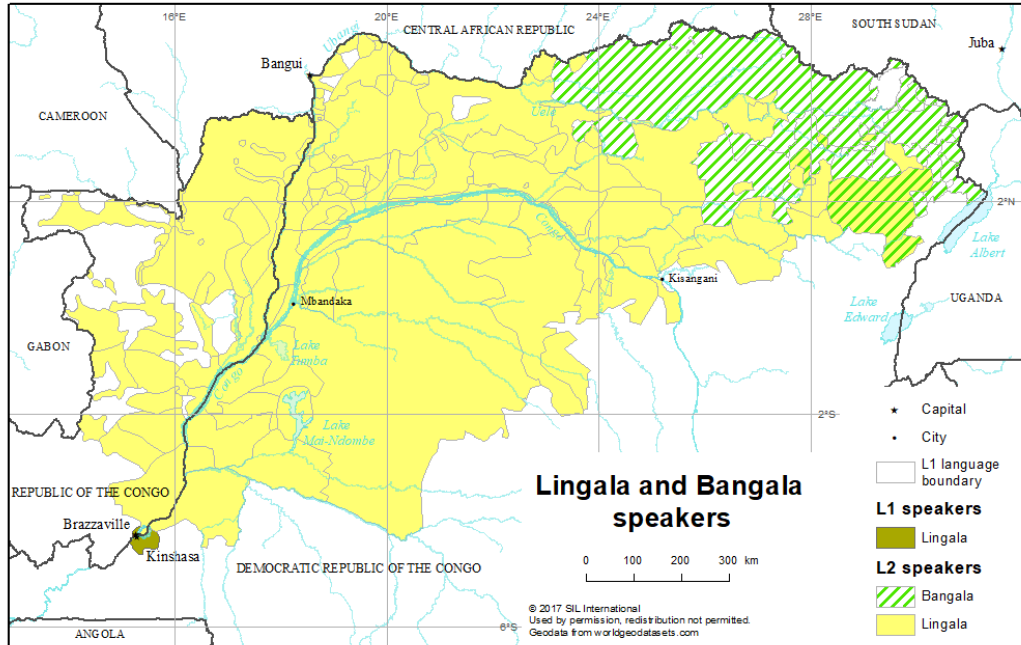 16°E
20°E
24°E
28°E
SOUTH SUDAN
CENTRAL AFRICAN REPUBLIC
Juba
Ubangi
Bangui
CAMEROON
Uele
2°N
Congo
Lake
Albert
Kisangani
Mbandaka
UGANDA
Lake
Edward
GABON
Lake
Tumba
Congo
2°S
Lake
Mai-Ndombe
REPUBLIC OF THE CONGO
Brazzaville
Kinshasa
DEMOCRATIC REPUBLIC OF THE CONGO
ANGOLA
6°S
Lingala and Bangala
speakers
0 100 200 300 km
© 2017 SIL International
Used by permission, redistribution not permitted.
Geodata from worldgeodatasets.com
Capital
City
L1 language
boundary
L1 speakers
Lingala
L2 speakers
Bangala
Lingala